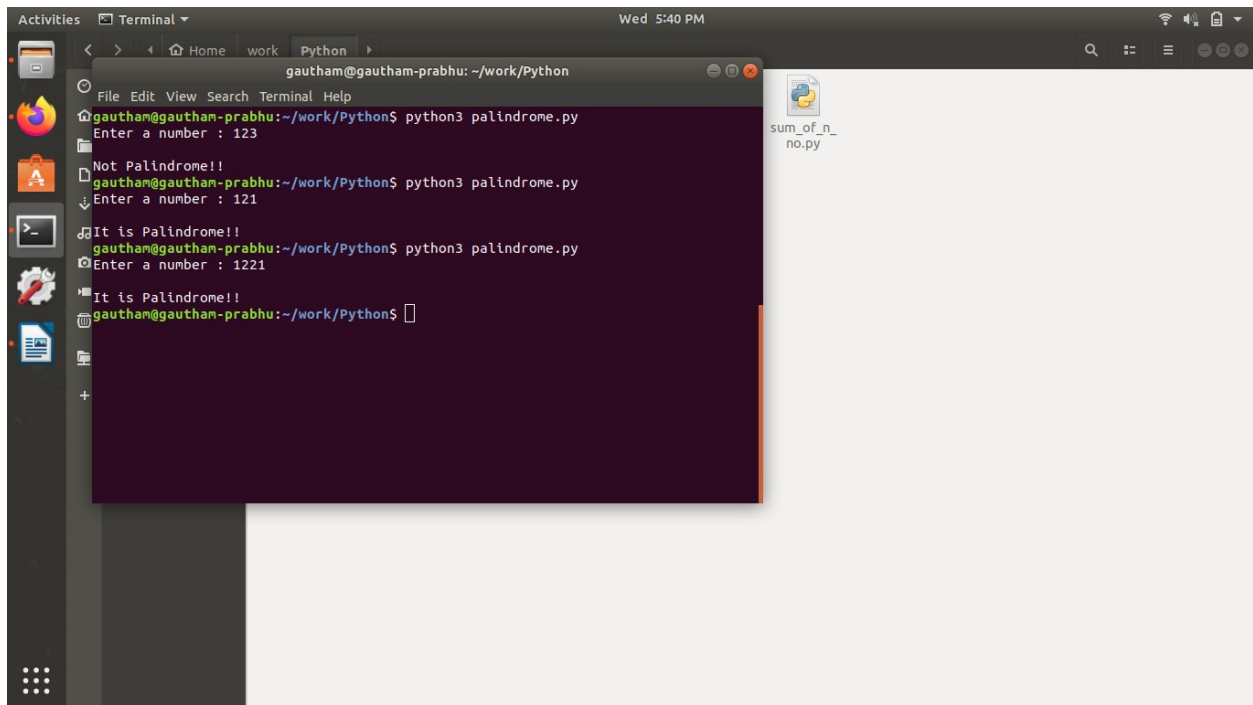 Activities Terminal Wed 5:40 PM
Home work Python
gautham@gautham-prabhu: ~/work/Python
File Edit View Search Terminal Help
gautham@gautham-prabhu:~/work/Python$ python3 palindrome.py
Enter a number : 123
Not Palindrome!!
gautham@gautham-prabhu:~/work/Python$ python3 palindrome.py
Enter a number : 121
It is Palindrome!!
gautham@gautham-prabhu:~/work/Python$ python3 palindrome.py
Enter a number : 1221
It is Palindrome!!
gautham@gautham-prabhu:~/work/Python$
sum_of_n_
no.py